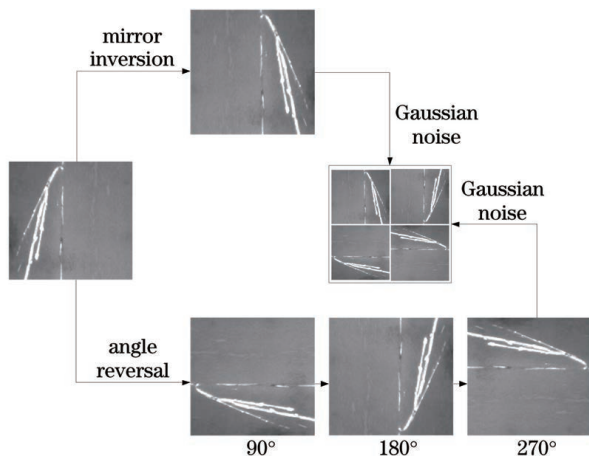 mirror
inversion
Gaussian
noise
Gaussian
noise
angle
reversal
90°
180°
270°